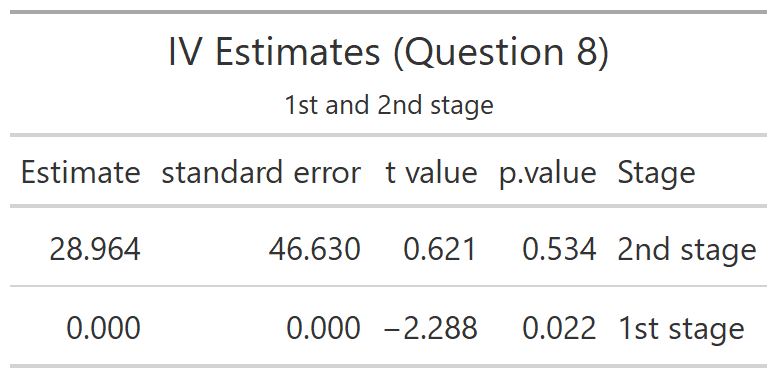 IV Estimates (Question 8)
1st and 2nd stage
Estimate standard error t value p.value Stage
28.964 46.630 0.621 0.534 2nd stage
0.000 0.000 −2.288 0.022 1st stage